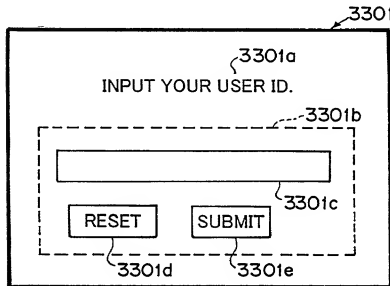 3301
3301a
INPUT YOUR USER ID.
3301b
3301c
RESET
SUBMIT
3301d
3301e